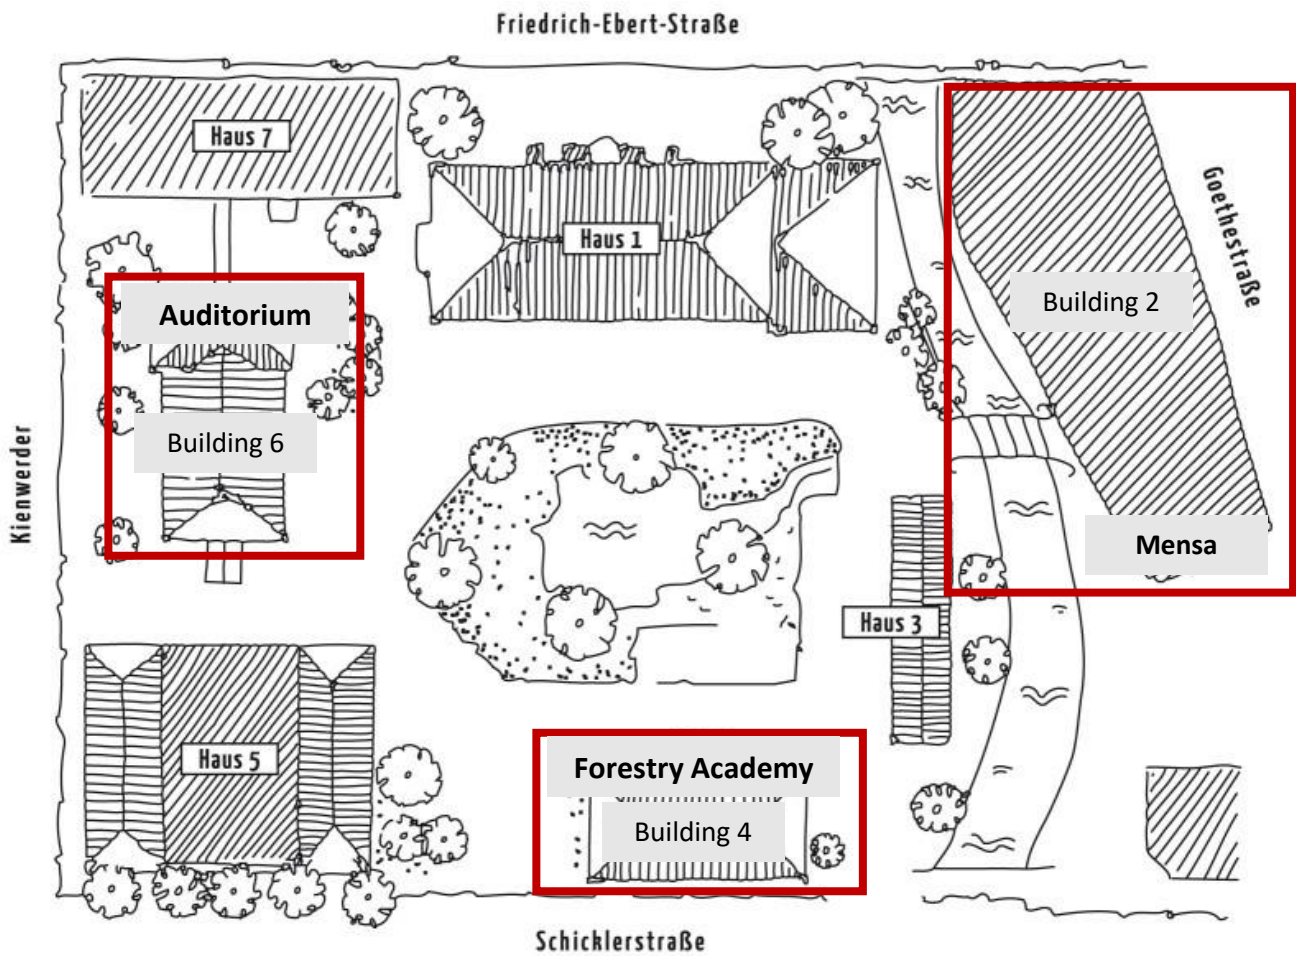 Friedrich-Ebert-Straße
Haus 7
Haus 1
Goethestraße
Building 2
Auditorium
Building 6
Kienwerder
Mensa
Haus 3
Haus 5
Forestry Academy
Building 4
Schicklerstraße